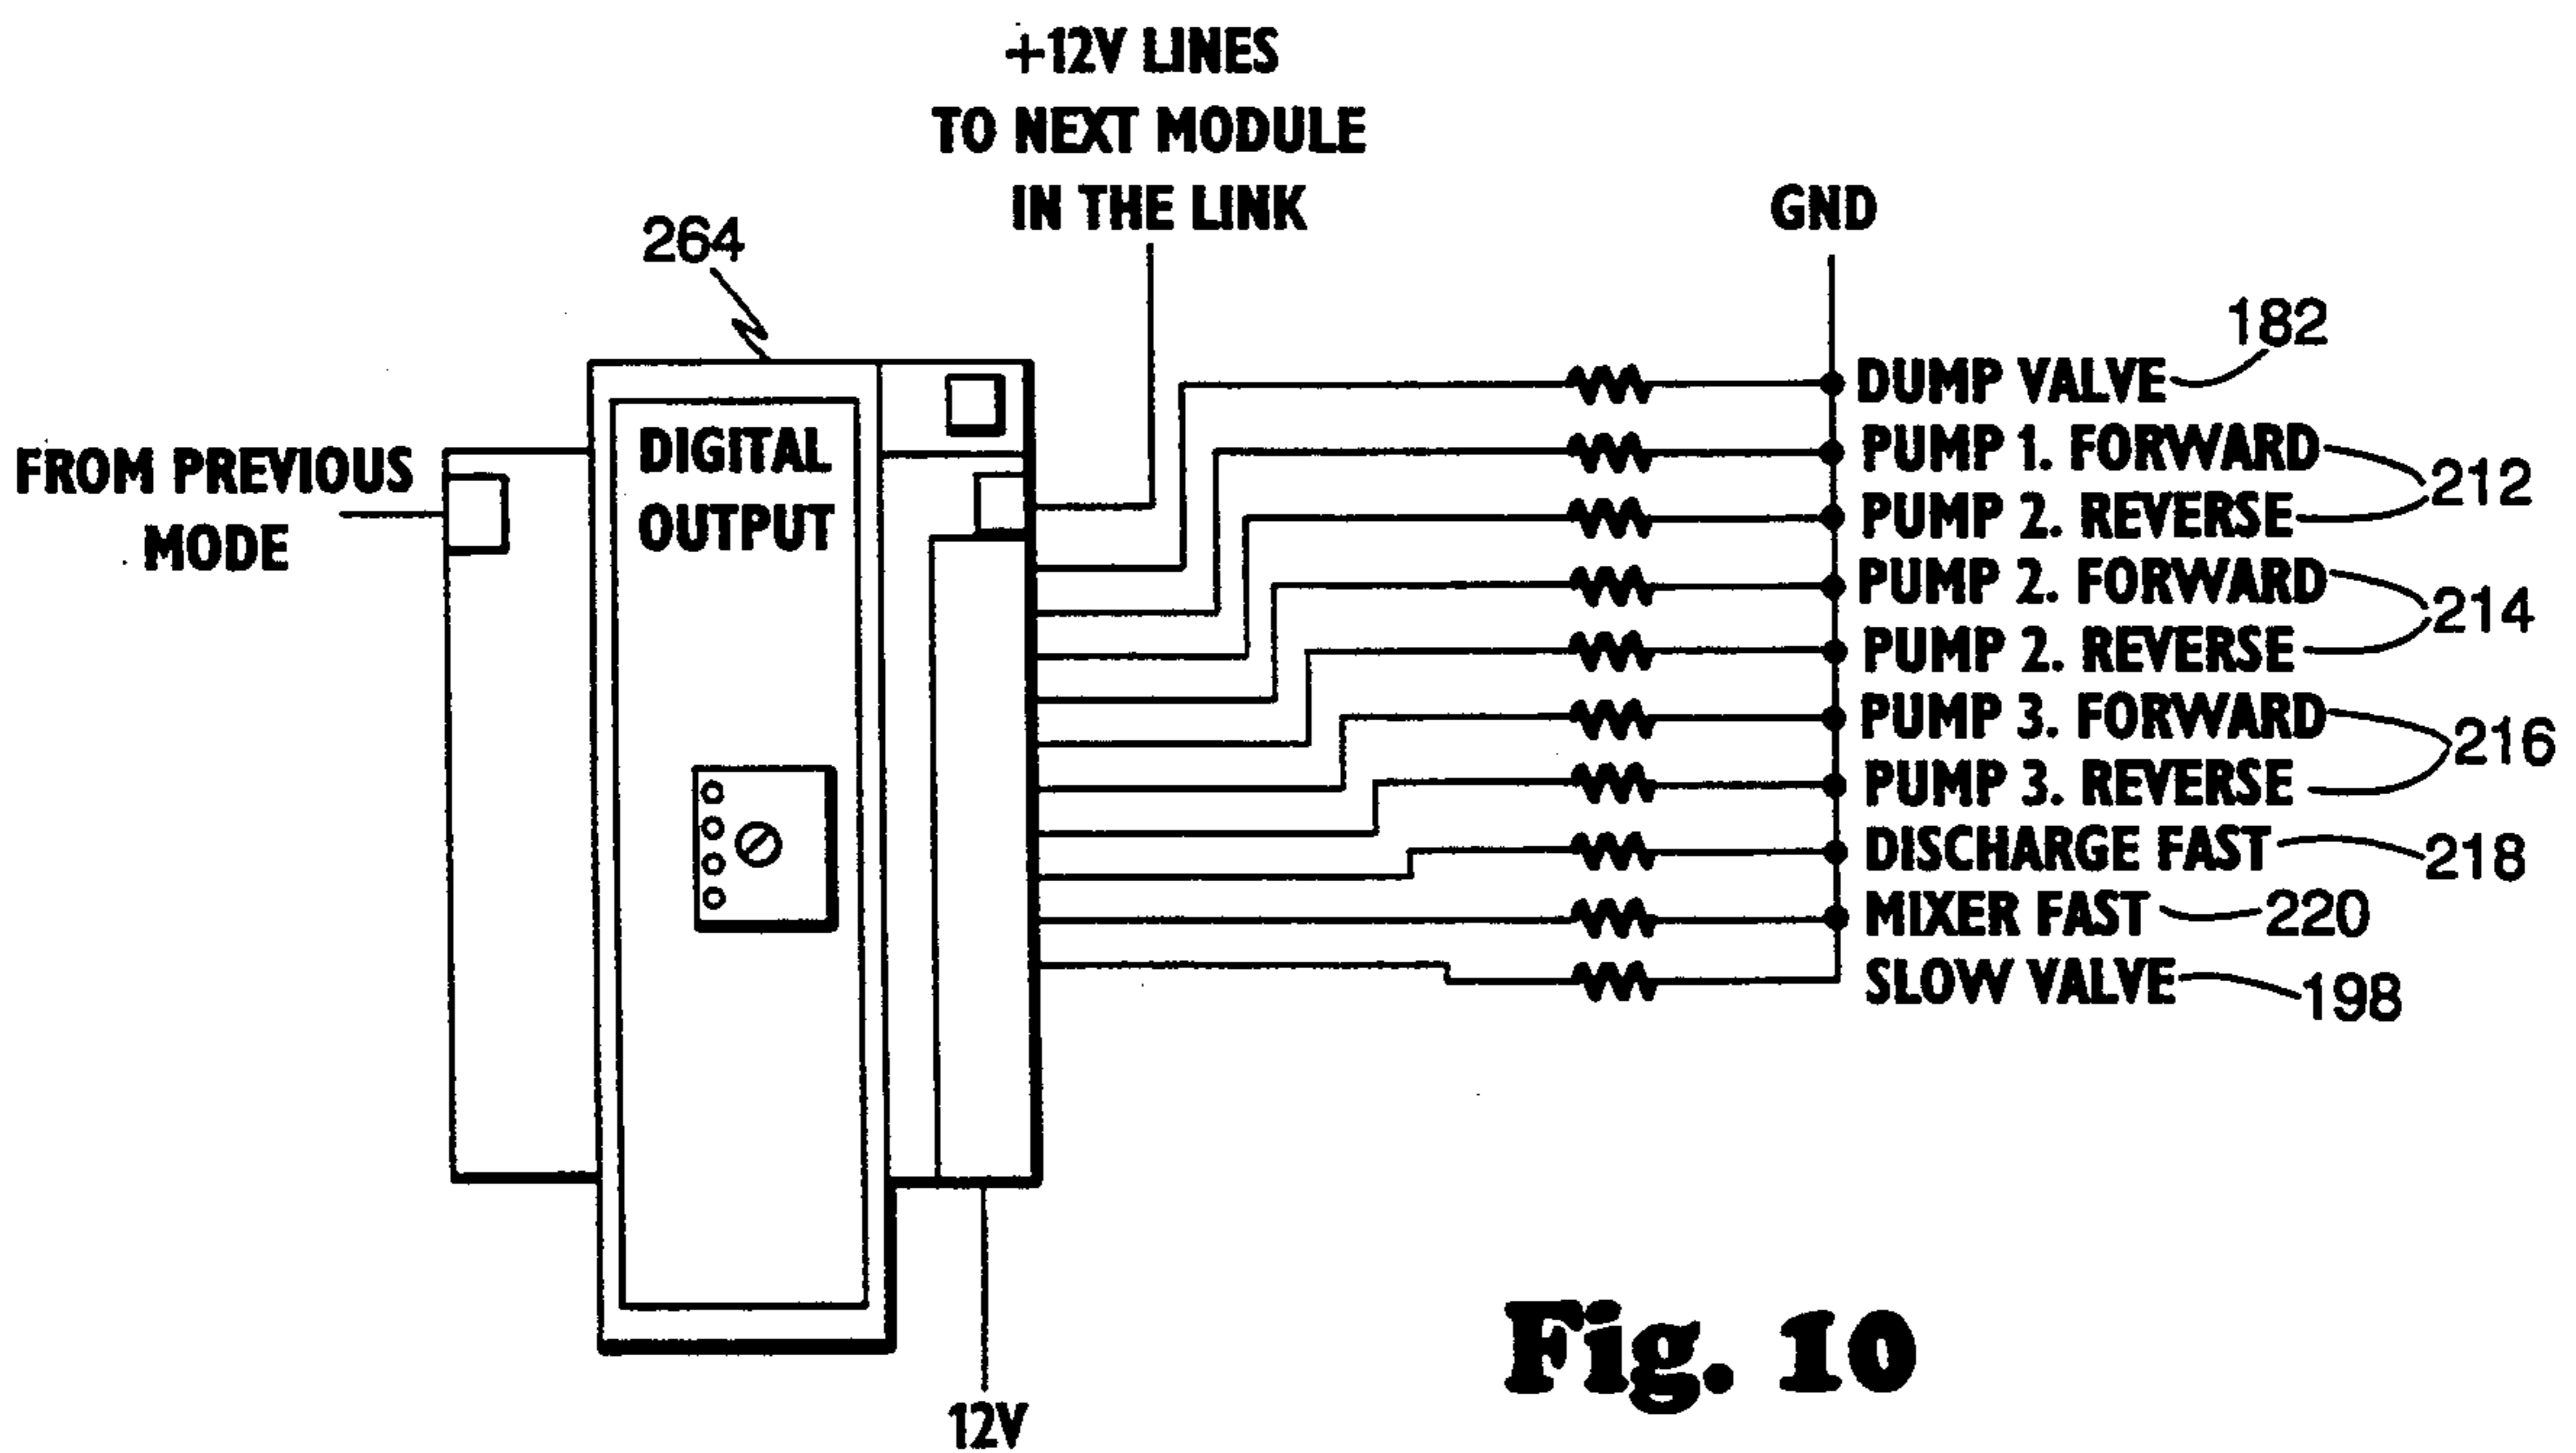 +12V LINES
TO NEXT MODULE
IN THE LINK
GND
264
182
DUMP VALVE
FROM PREVIOUS
MODE
DIGITAL
OUTPUT
PUMP 1. FORWARD
212
PUMP 2. REVERSE
PUMP 2. FORWARD
214
PUMP 2. REVERSE
PUMP 3. FORWARD
216
PUMP 3. REVERSE
DISCHARGE FAST
218
MIXER FAST
220
SLOW VALVE
198
12V
Fig. 10